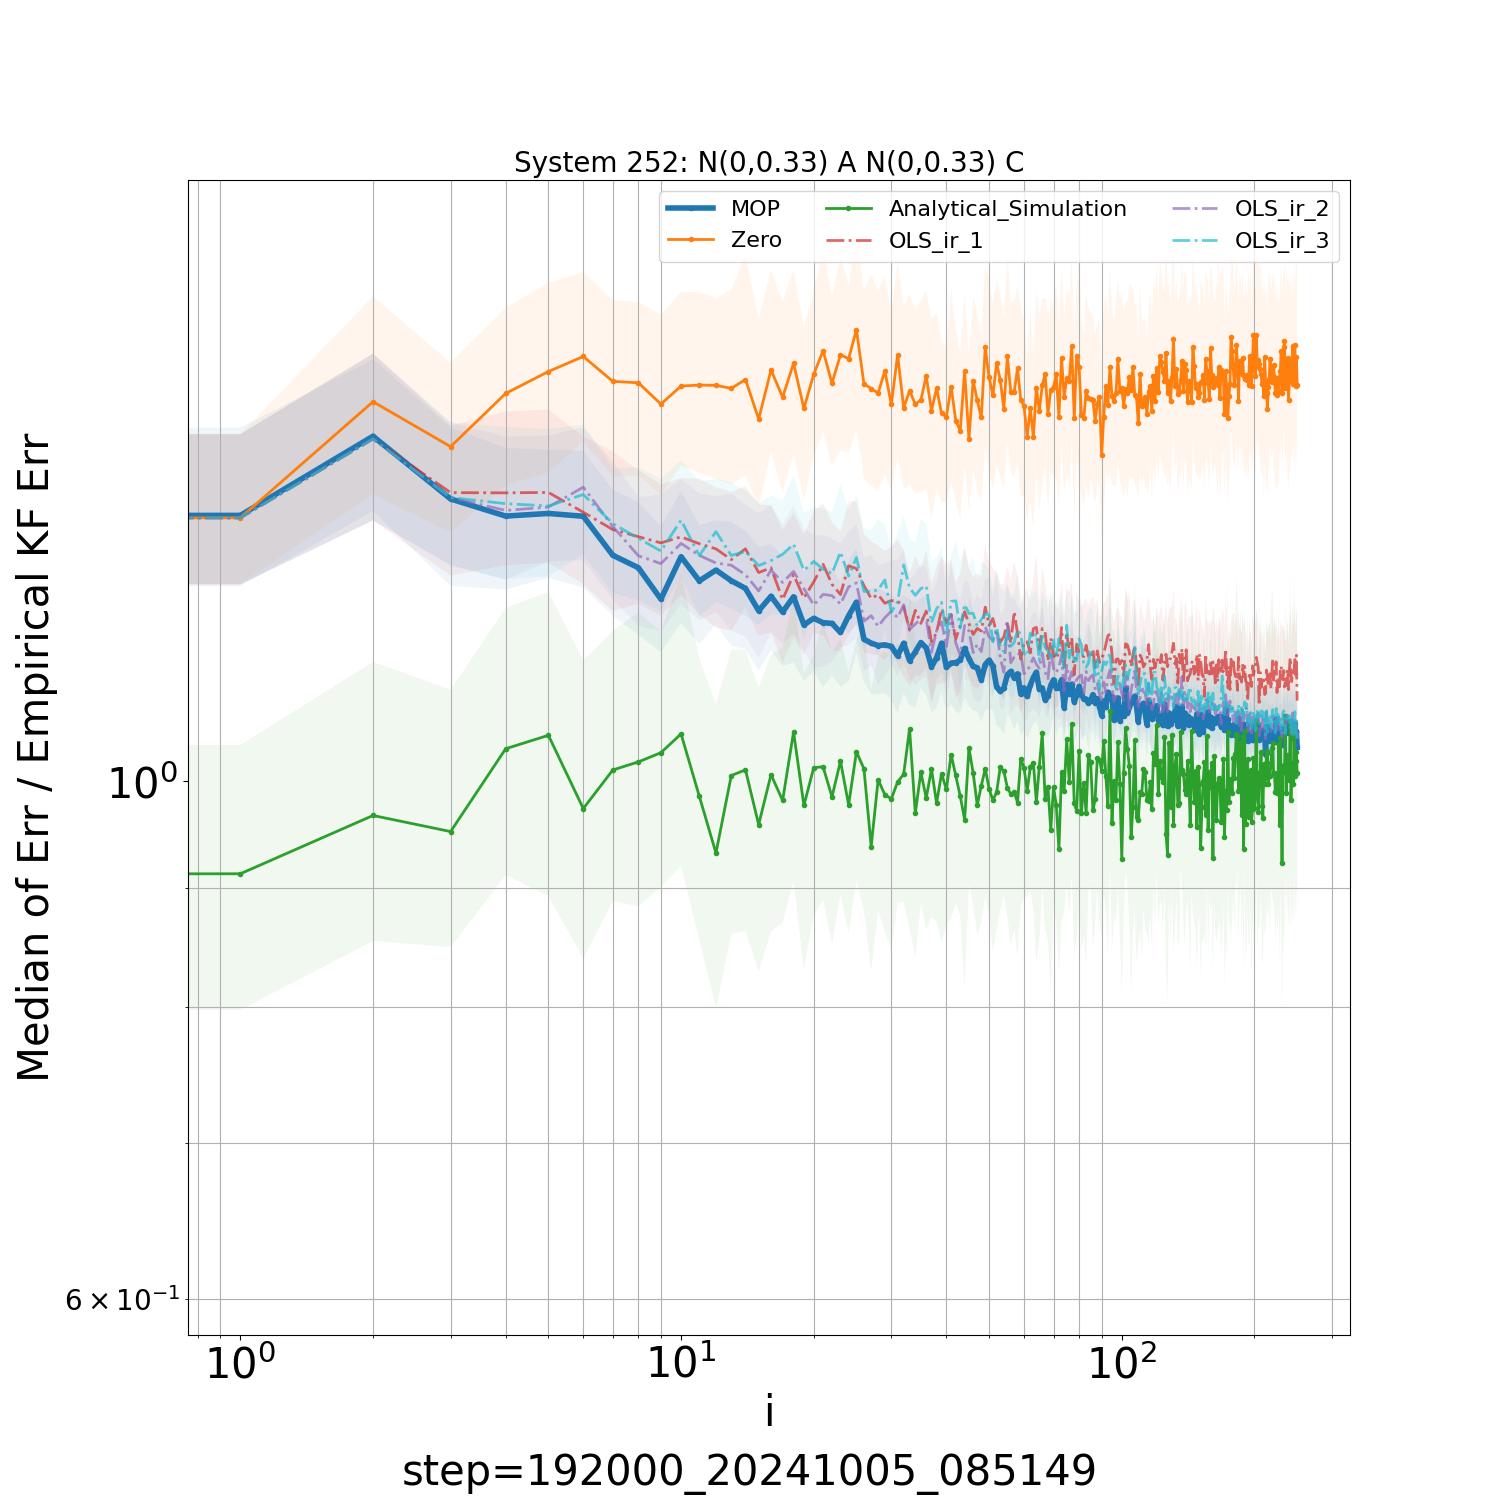 System 252: N(0,0.33) A N(0,0.33) C
MOP
Zero
Analytical_Simulation
OLS_ir_1
OLS_ir_2
OLS_ir_3
Median of Err / Empirical KF Err
10⁰
6 × 10⁻¹
10⁰
10¹
10²
i
step=192000_20241005_085149